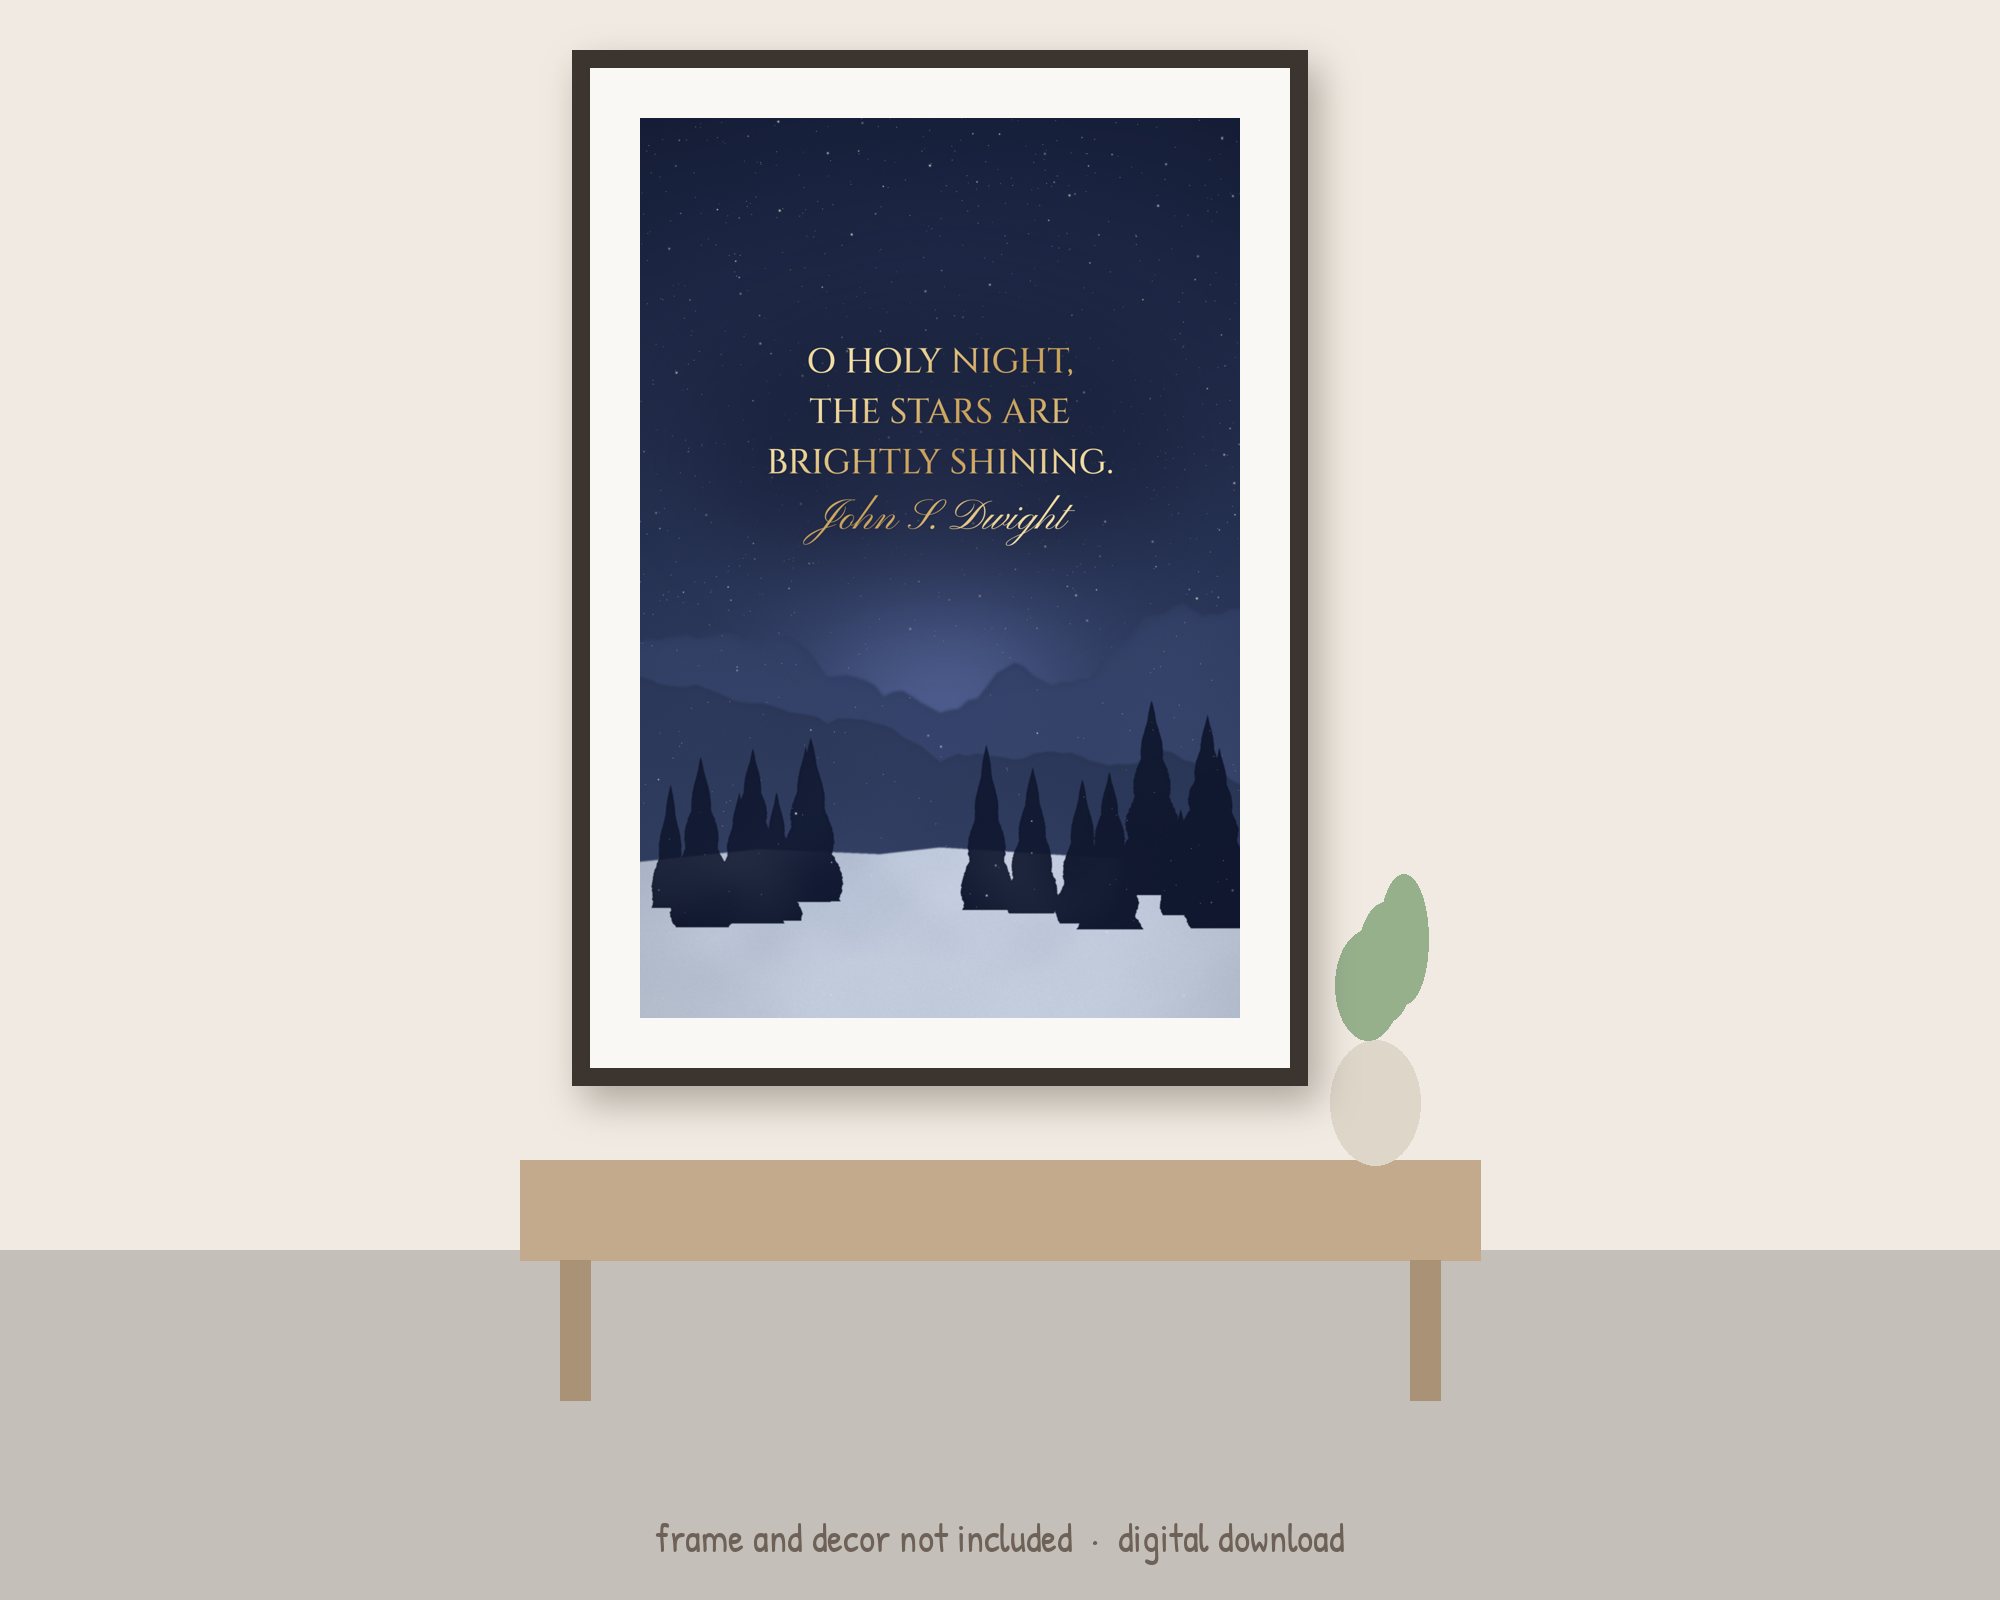 O HOLY NIGHT,
THE STARS ARE
BRIGHTLY SHINING.
John S. Dwight
frame and decor not included · digital download